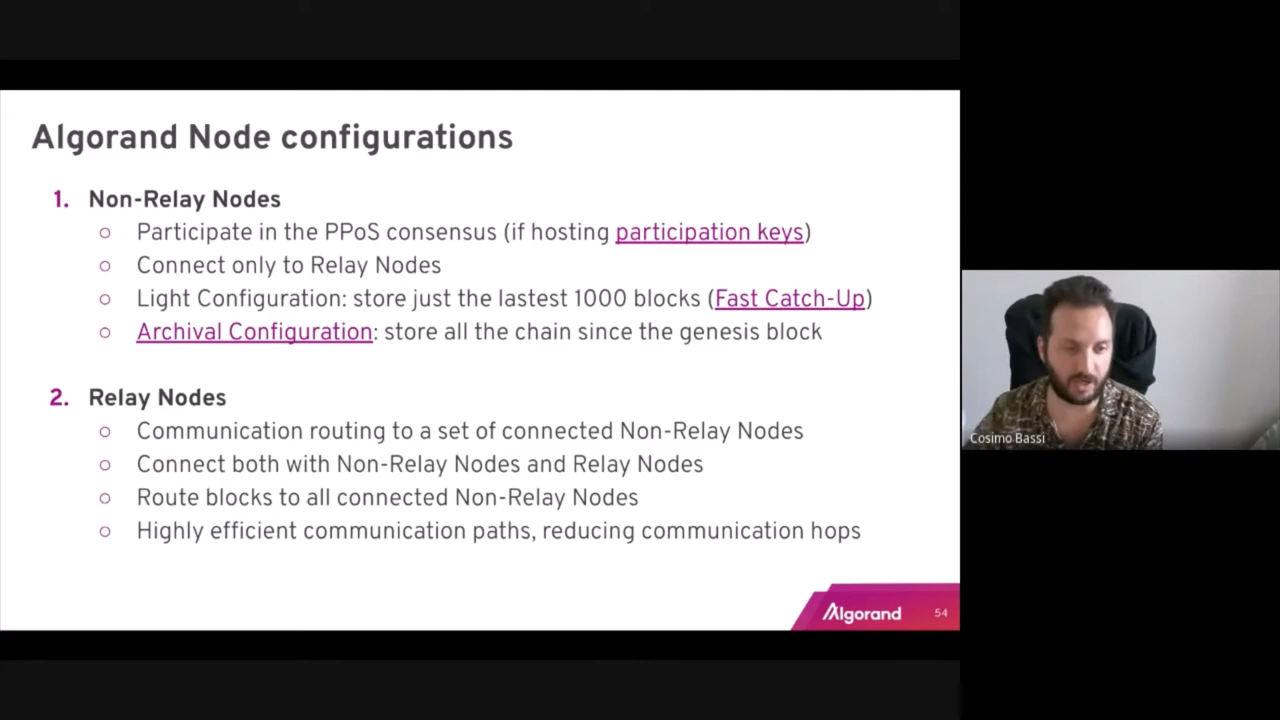 Algorand Node configurations
1. Non-Relay Nodes
○ Participate in the PPoS consensus (if hosting participation keys)
○ Connect only to Relay Nodes
○ Light Configuration: store just the lastest 1000 blocks (Fast Catch-Up)
○ Archival Configuration: store all the chain since the genesis block
2. Relay Nodes
○ Communication routing to a set of connected Non-Relay Nodes
○ Connect both with Non-Relay Nodes and Relay Nodes
○ Route blocks to all connected Non-Relay Nodes
○ Highly efficient communication paths, reducing communication hops
Algorand 54
Cosimo Bassi